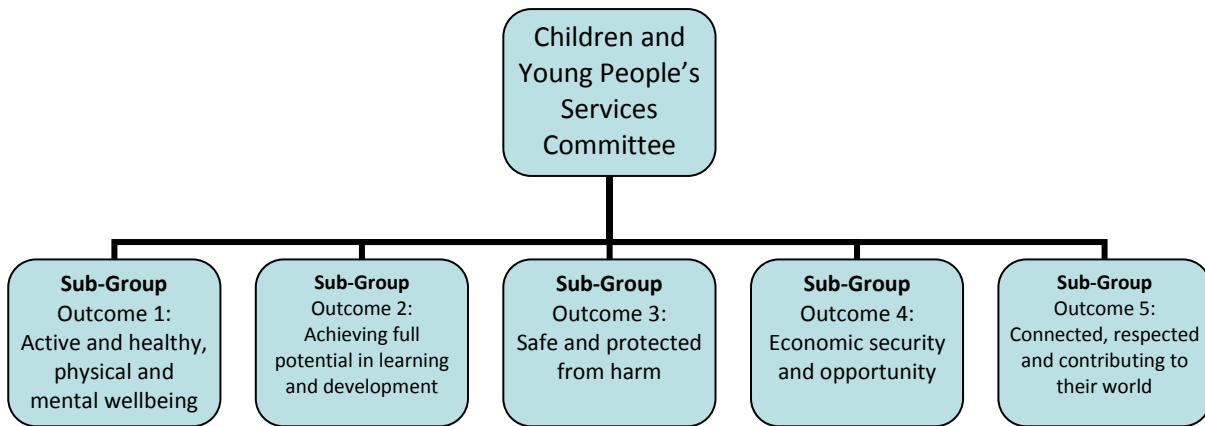 Children and
Young People’s
Services
Committee
Sub-Group
Outcome 1:
Active and healthy,
physical and
mental wellbeing
Sub-Group
Outcome 2:
Achieving full
potential in learning
and development
Sub-Group
Outcome 3:
Safe and protected
from harm
Sub-Group
Outcome 4:
Economic security
and opportunity
Sub-Group
Outcome 5:
Connected, respected
and contributing to
their world